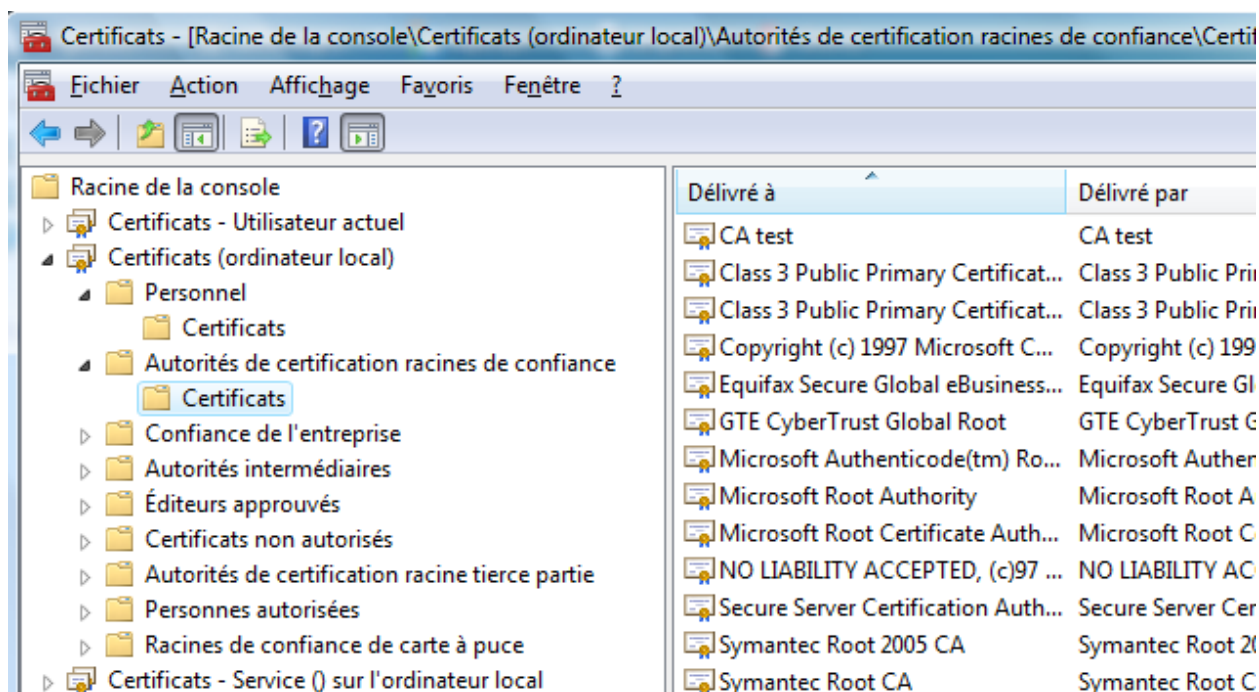 Certificats - [Racine de la console\Certificats (ordinateur local)\Autorités de certification racines de confiance\Certif
Fichier Action Affichage Favoris Fenêtre ?
Racine de la console
Certificats - Utilisateur actuel
Certificats (ordinateur local)
Personnel
Certificats
Autorités de certification racines de confiance
Certificats
Confiance de l'entreprise
Autorités intermédiaires
Éditeurs approuvés
Certificats non autorisés
Autorités de certification racine tierce partie
Personnes autorisées
Racines de confiance de carte à puce
Certificats - Service () sur l'ordinateur local
Délivré à Délivré par
CA test CA test
Class 3 Public Primary Certificat... Class 3 Public Pri
Class 3 Public Primary Certificat... Class 3 Public Pri
Copyright (c) 1997 Microsoft C... Copyright (c) 199
Equifax Secure Global eBusiness... Equifax Secure Gl
GTE CyberTrust Global Root GTE CyberTrust G
Microsoft Authenticode(tm) Ro... Microsoft Authen
Microsoft Root Authority Microsoft Root A
Microsoft Root Certificate Auth... Microsoft Root C
NO LIABILITY ACCEPTED, (c)97 ... NO LIABILITY AC
Secure Server Certification Auth... Secure Server Cer
Symantec Root 2005 CA Symantec Root 20
Symantec Root CA Symantec Root C